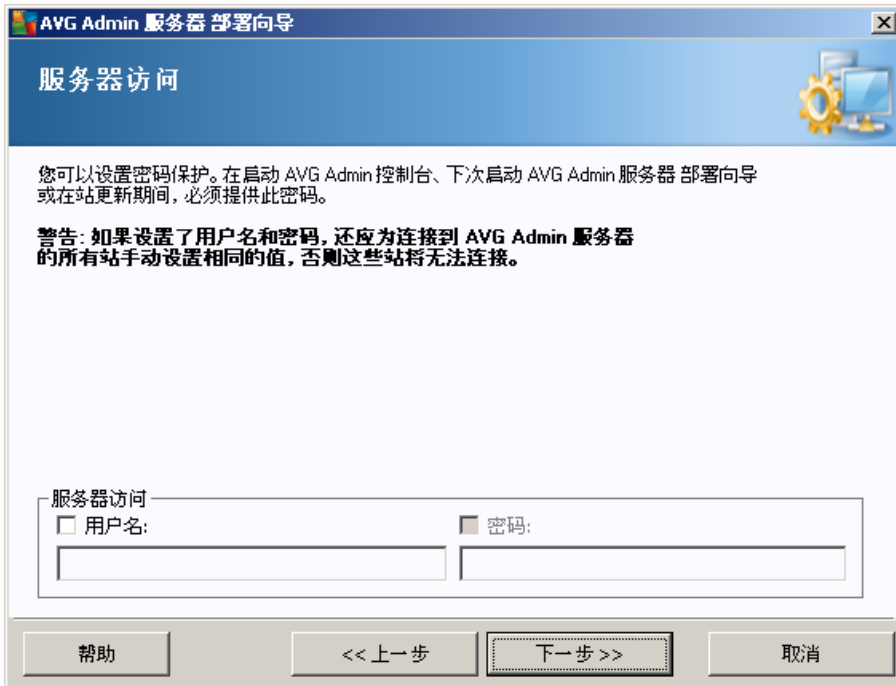 AVG Admin 服务器 部署向导
服务器访问
您可以设置密码保护。在启动 AVG Admin 控制台、下次启动 AVG Admin 服务器 部署向导
或在站更新期间, 必须提供此密码。
警告: 如果设置了用户名和密码, 还应为连接到 AVG Admin 服务器
的所有站手动设置相同的值, 否则这些站将无法连接。
服务器访问
用户名: 密码:
帮助 << 上一步 下一步 >> 取消